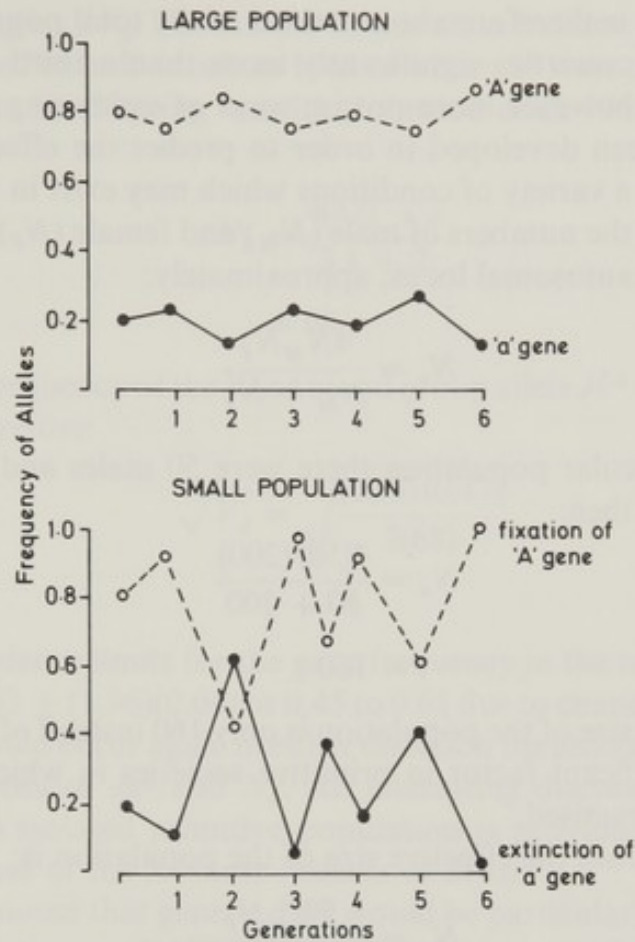 LARGE POPULATION
1·0
0·8
0·6
0·4
0·2
'A' gene
'a' gene
1 2 3 4 5 6
Frequency of Alleles
SMALL POPULATION
1·0
0·8
0·6
0·4
0·2
fixation of
'A' gene
extinction of
'a' gene
1 2 3 4 5 6
Generations